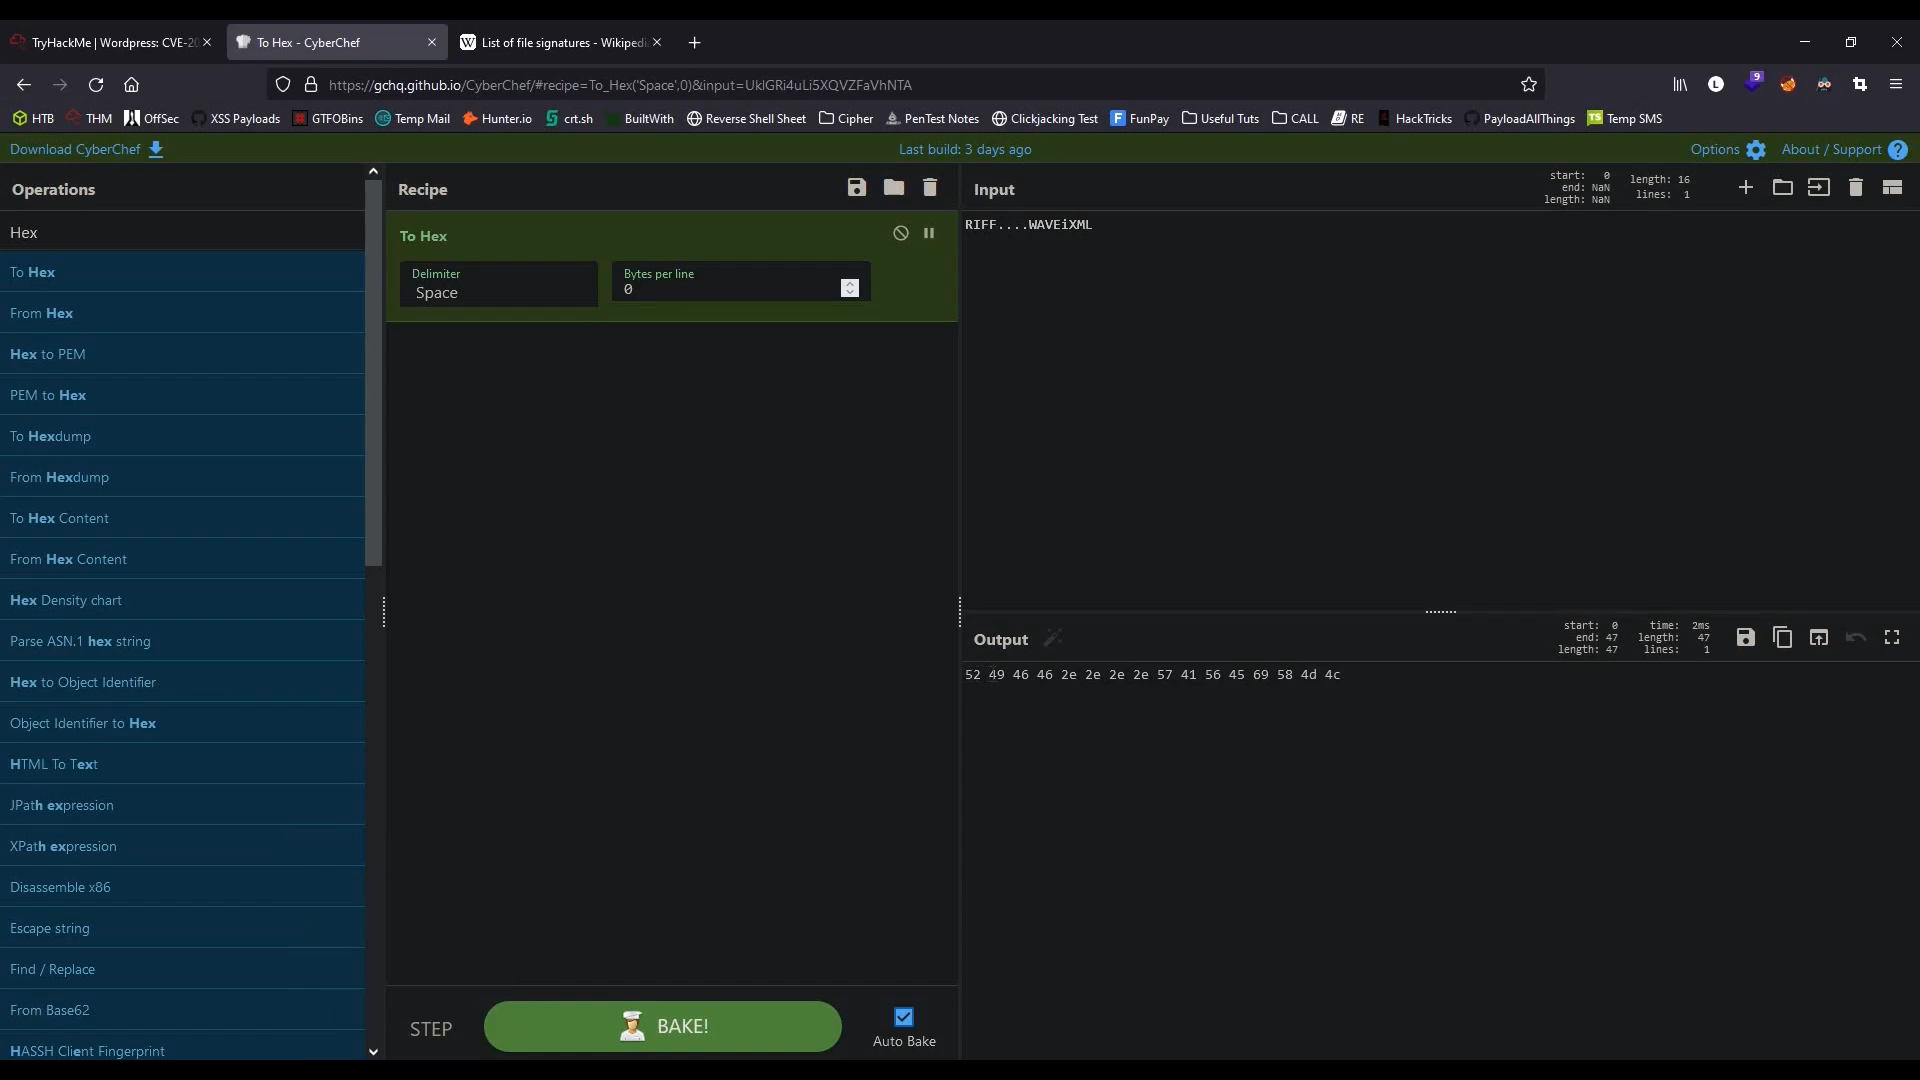 TryHackMe | Wordpress: CVE-20
To Hex - CyberChef
List of file signatures - Wikipedi
https://gchq.github.io/CyberChef/#recipe=To_Hex('Space',0)&input=UklGRi4uLi5XQVZFaVhNTA
L
9
HTB THM OffSec XSS Payloads GTFOBins Temp Mail Hunter.io crt.sh BuiltWith Reverse Shell Sheet Cipher PenTest Notes Clickjacking Test FunPay Useful Tuts CALL RE HackTricks PayloadAllThings TS Temp SMS
Download CyberChef
Last build: 3 days ago
Options
About / Support
Operations
Hex
To Hex
From Hex
Hex to PEM
PEM to Hex
To Hexdump
From Hexdump
To Hex Content
From Hex Content
Hex Density chart
Parse ASN.1 hex string
Hex to Object Identifier
Object Identifier to Hex
HTML To Text
JPath expression
XPath expression
Disassemble x86
Escape string
Find / Replace
From Base62
HASSH Client Fingerprint
Recipe
To Hex
Delimiter
Space
Bytes per line
0
STEP
BAKE!
Auto Bake
Input
start: 0
end: NaN
length: NaN
length: 16
lines: 1
RIFF....WAVEiXML
Output
start: 0
end: 47
length: 47
time: 2ms
length: 47
lines: 1
52 49 46 46 2e 2e 2e 2e 57 41 56 45 69 58 4d 4c